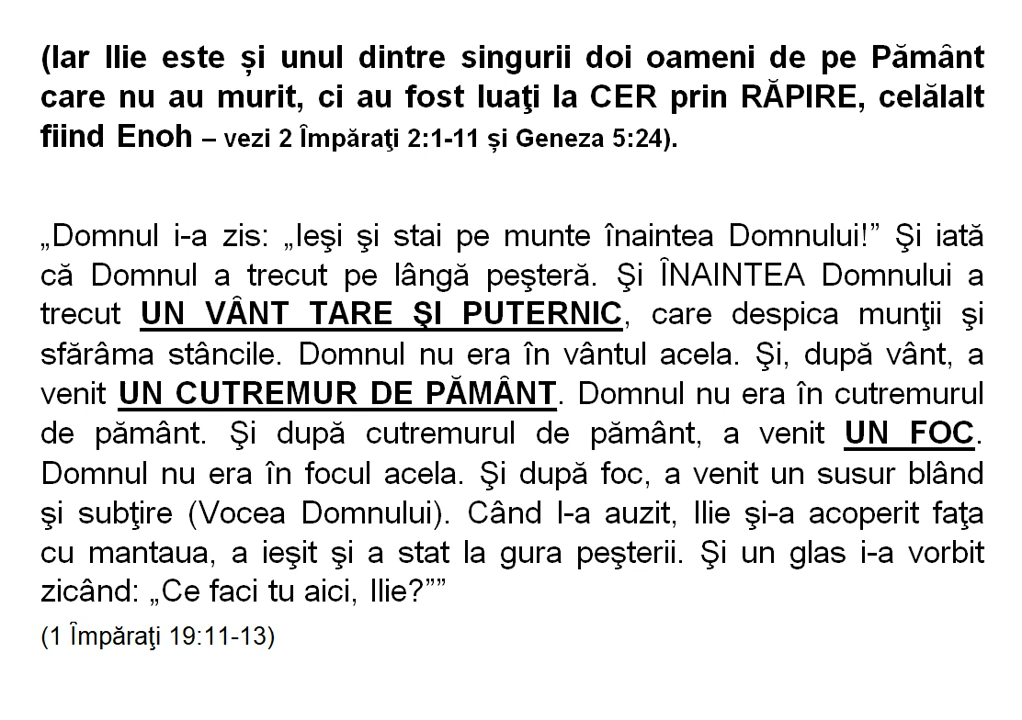 (Iar Ilie este și unul dintre singurii doi oameni de pe Pământ
care nu au murit, ci au fost luaţi la CER prin RĂPIRE, celălalt
fiind Enoh – vezi 2 Împăraţi 2:1-11 și Geneza 5:24).
„Domnul i-a zis: „Ieşi şi stai pe munte înaintea Domnului!” Şi iată
că Domnul a trecut pe lângă peşteră. Şi ÎNAINTEA Domnului a
trecut UN VÂNT TARE ŞI PUTERNIC, care despica munţii şi
sfărâma stâncile. Domnul nu era în vântul acela. Şi, după vânt, a
venit UN CUTREMUR DE PĂMÂNT. Domnul nu era în cutremurul
de pământ. Şi după cutremurul de pământ, a venit UN FOC.
Domnul nu era în focul acela. Şi după foc, a venit un susur blând
şi subţire (Vocea Domnului). Când l-a auzit, Ilie şi-a acoperit faţa
cu mantaua, a ieşit şi a stat la gura peşterii. Şi un glas i-a vorbit
zicând: „Ce faci tu aici, Ilie?””
(1 Împăraţi 19:11-13)